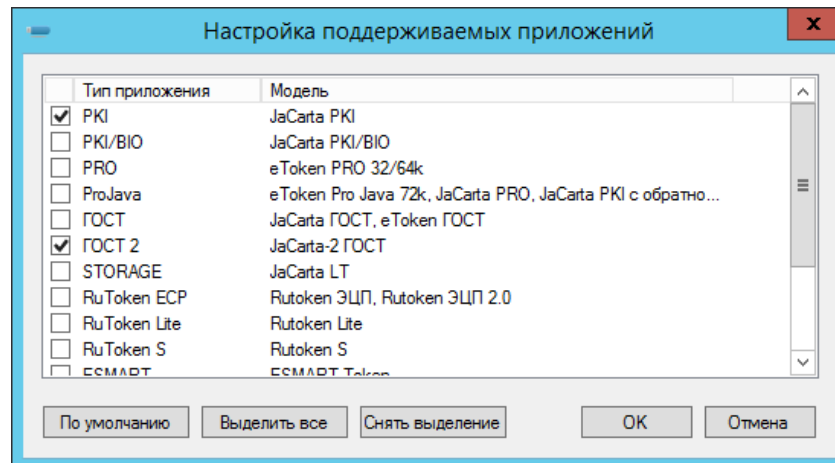 Настройка поддерживаемых приложений
Тип приложения Модель
PKI JaCarta PKI
PKI/BIO JaCarta PKI/BIO
PRO eToken PRO 32/64k
ProJava eToken Pro Java 72k, JaCarta PRO, JaCarta PKI с обратно...
ГОСТ JaCarta ГОСТ, eToken ГОСТ
ГОСТ 2 JaCarta-2 ГОСТ
STORAGE JaCarta LT
RuToken ECP Rutoken ЭЦП, Rutoken ЭЦП 2.0
RuToken Lite Rutoken Lite
RuToken S Rutoken S
ESMART ESMART Token
По умолчанию Выделить все Снять выделение OK Отмена